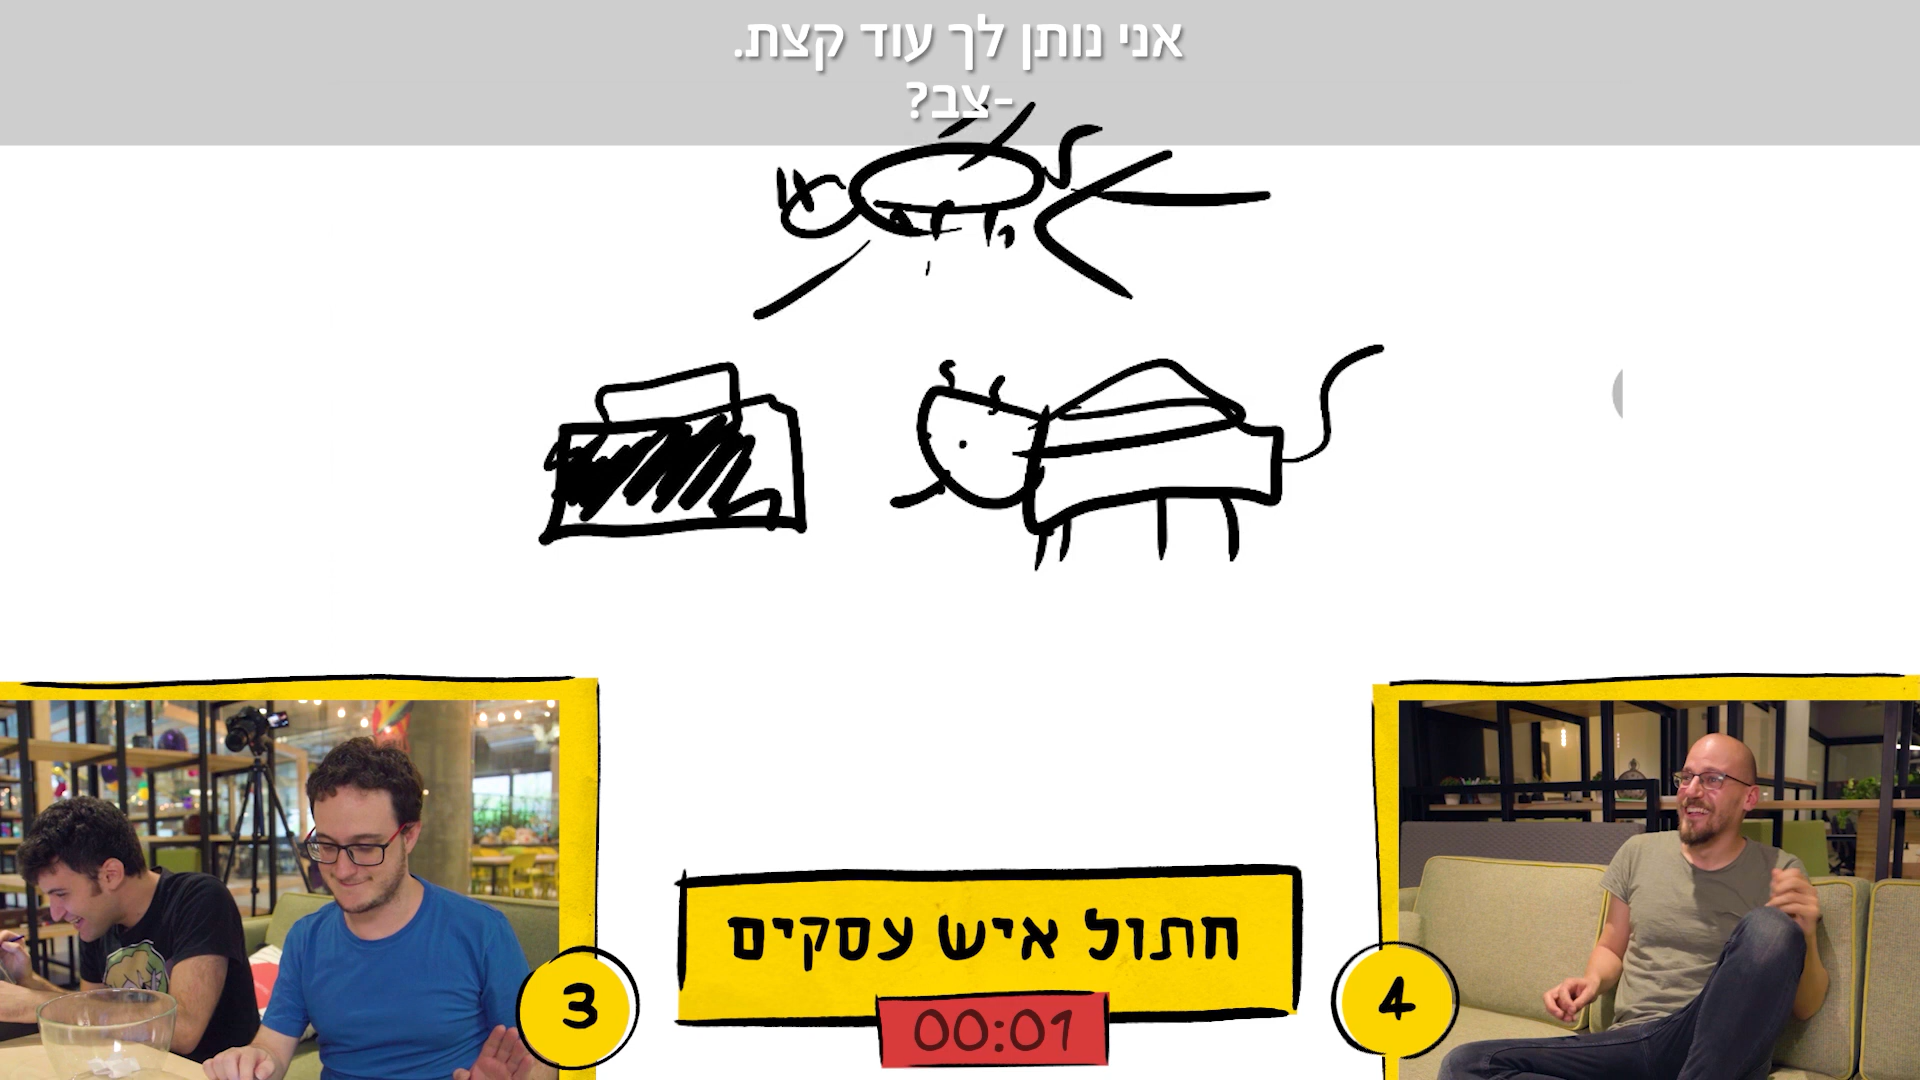 אני נותן לך עוד קצת.
-צב?
חתול איש עסקים
00:01
3
4